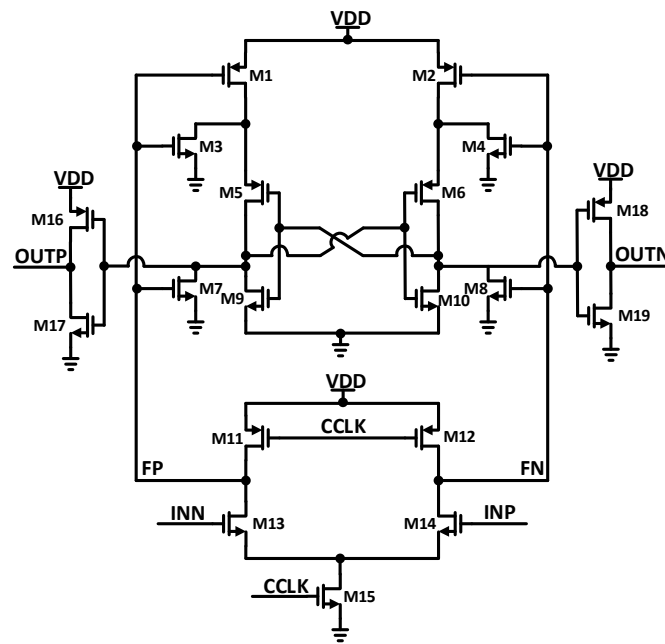 VDD
M1
M2
M3
M4
VDD
M5
M6
VDD
M16
M18
OUTP
OUTN
M7
M9
M10
M8
M17
M19
VDD
M11
CCLK
M12
FP
FN
INN
M13
M14
INP
CCLK
M15